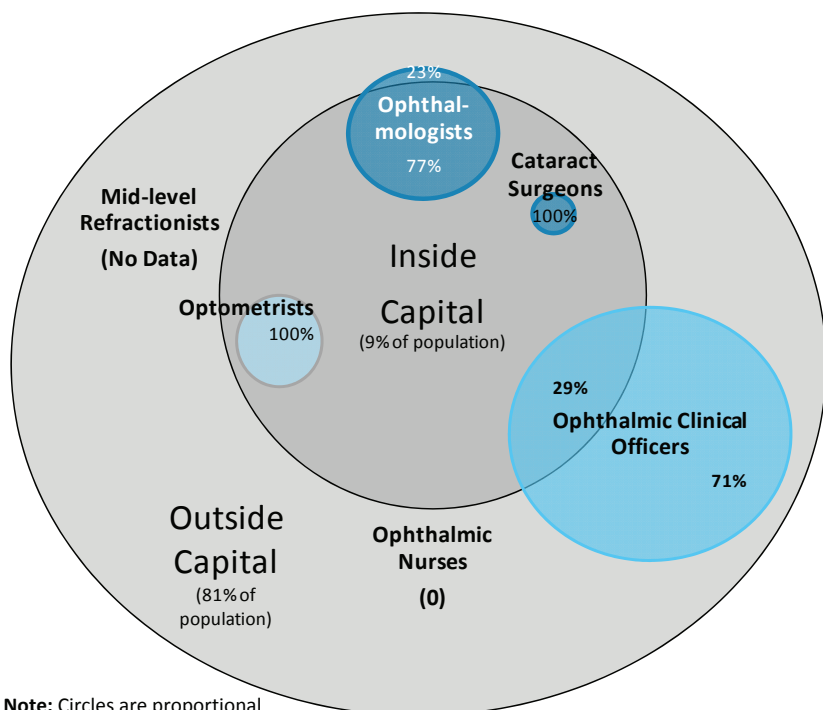 23%
Ophthal-
mologists
77%
Cataract
Surgeons
100%
Mid-level
Refractionists
(No Data)
Inside
Capital
(9% of population)
Optometrists
100%
29%
Ophthalmic Clinical
Officers
71%
Outside
Capital
(81% of
population)
Ophthalmic
Nurses
(0)
Note: Circles are proportional